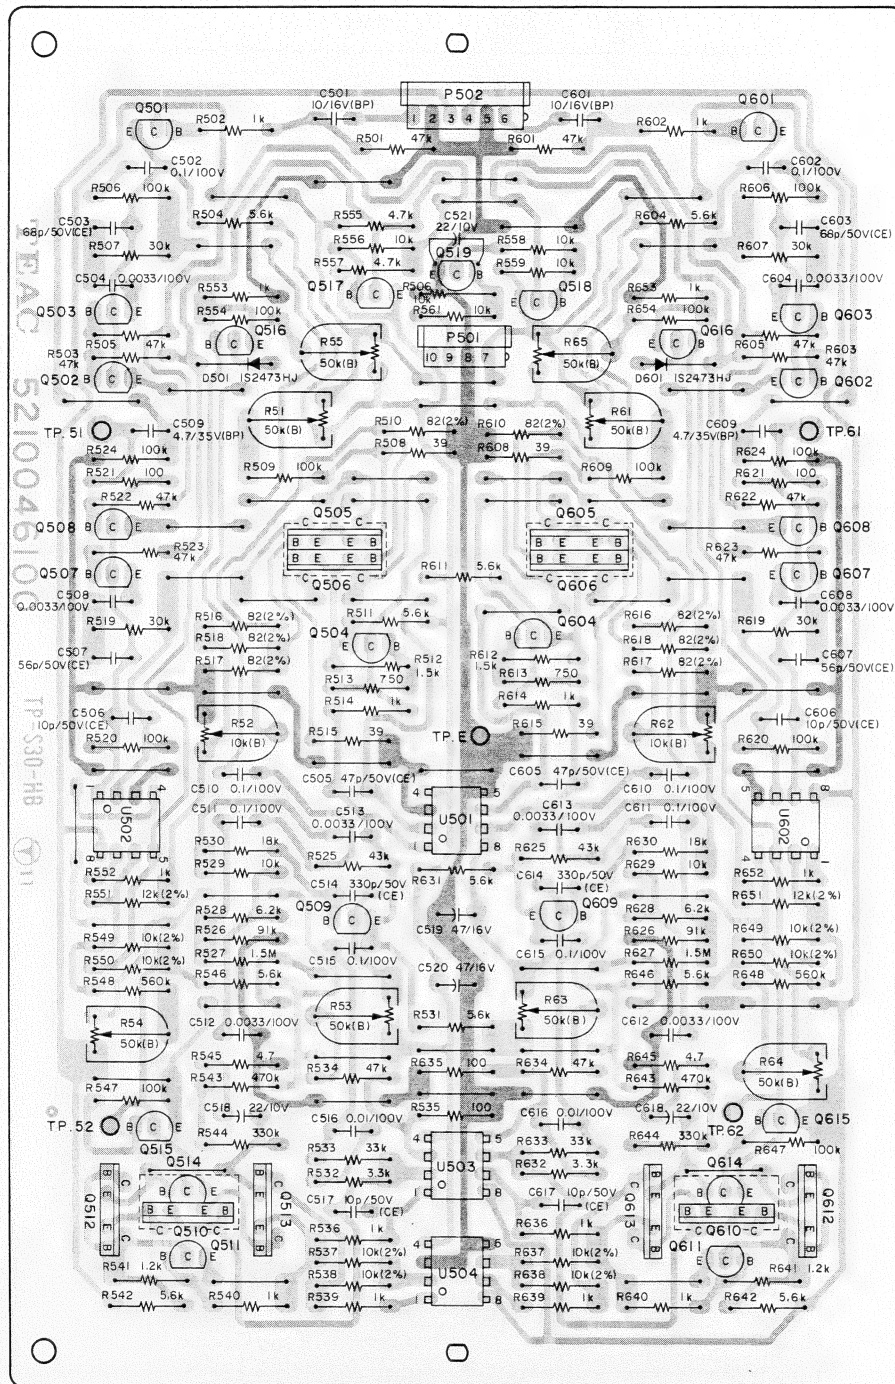 C501
10/16V(BP)
P502
1 2 3 4 5 6
C601
10/16V(BP)
Q501
E C B
R502 1k
R501 47k
R601 47k
R602 1k
Q601
B C E
C502
0.1/100V
C602
0.1/100V
R506 100k
R606 100k
C503
68p/50V(CE)
R504 5.6k
R555 4.7k
C521
22/10V
R604 5.6k
C603
68p/50V(CE)
R507 30k
R556 10k
Q519
E C B
R558 10k
R607 30k
R557 4.7k
R559 10k
C504 0.0033/100V
C604 0.0033/100V
R553 1k
Q517
B C E
R506
10k
Q518
E C B
R653 1k
Q503
B C E
R554 100k
R561 10k
R654 100k
Q603
E C B
Q516
B C E
R55
50k(B)
P501
10 9 8 7
R65
50k(B)
Q616
E C B
R505 47k
R605 47k
R503
47k
R603
47k
Q502
B C E
D501 1S2473HJ
D601 1S2473HJ
Q602
E C B
R51
50k(B)
R61
50k(B)
TP.51
C509
4.7/35V(BP)
R510 82(2%)
R610 82(2%)
C609
4.7/35V(BP)
TP.61
R524 100k
R508 39
R608 39
R624 100k
R521 100
R509 100k
R609 100k
R621 100
R522 47k
R622 47k
Q508
B C E
Q505
C C
B E E B
B E E B
C C
Q506
Q605
C C
B E E B
B E E B
C C
Q606
Q608
E C B
R523
47k
R623
47k
Q507
B C E
R611 5.6k
Q607
E C B
C508
0.0033/100V
C608
0.0033/100V
R519 30k
R516 82(2%)
R511 5.6k
R616 82(2%)
R619 30k
R518 82(2%)
Q504
B C E
Q604
E C B
R618 82(2%)
C507
56p/50V(CE)
R517 82(2%)
R512
1.5k
R612
1.5k
R617 82(2%)
C607
56p/50V(CE)
R513 750
R613 750
R514 1k
R614 1k
C506
10p/50V(CE)
R52
10k(B)
R515 39
TP.E
R615 39
R62
10k(B)
C606
10p/50V(CE)
R520 100k
R620 100k
C510 0.1/100V
C505 47p/50V(CE)
C605 47p/50V(CE)
C610 0.1/100V
1 4
U502
8 5
C511 0.1/100V
C513
0.0033/100V
4 5
U501
1 8
C613
0.0033/100V
C611 0.1/100V
5 8
U602
4 1
R530 18k
R525 43k
R625 43k
R630 18k
R552 1k
R529 10k
R631 5.6k
R629 10k
R652 1k
R551 12k(2%)
C514 330p/50V
(CE)
C614 330p/50V
(CE)
R651 12k(2%)
R528 6.2k
Q509
B C E
Q609
E C B
R628 6.2k
R549 10k(2%)
R526 91k
C519 47/16V
R626 91k
R649 10k(2%)
R550 10k(2%)
R527 1.5M
C515 0.1/100V
C615 0.1/100V
R627 1.5M
R650 10k(2%)
R548 560k
R546 5.6k
C520 47/16V
R646 5.6k
R648 560k
R54
50k(B)
C512 0.0033/100V
R53
50k(B)
R531 5.6k
R63
50k(B)
C612 0.0033/100V
R545 4.7
R534 47k
R635 100
R634 47k
R645 4.7
R64
50k(B)
R547 100k
R543 470k
R643 470k
TP.52
C518 22/10V
C516 0.01/100V
R535 100
C616 0.01/100V
C618 22/10V
TP.62
Q615
B C E
B C E
Q515
R544 330k
R533 33k
4 5
U503
1 8
R633 33k
R644 330k
R647 100k
R532 3.3k
R632 3.3k
Q512
B E E B
C C
Q514
B C E
B E E B
C Q510 C
Q513
B E E B
C C
C517 10p/50V
(CE)
C617 10p/50V
(CE)
Q613
B E E B
C C
Q614
E C B
B E E B
C Q610 C
Q612
B E E B
C C
Q511
B C E
R536 1k
R636 1k
Q611
E C B
R541
1.2k
R537 10k(2%)
4 6
U504
1 8
R637 10k(2%)
R641 1.2k
R538 10k(2%)
R638 10k(2%)
R542 5.6k
R540 1k
R539 1k
R639 1k
R640 1k
R642 5.6k
TEAC 5210046100
TP-S30-HB
11